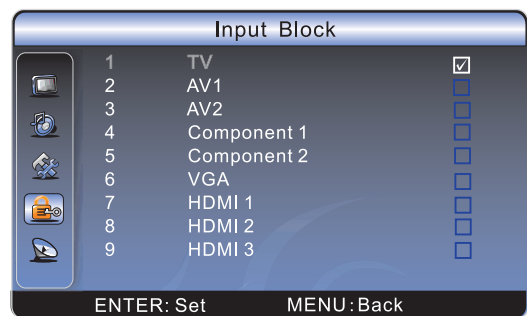 Input Block
1 TV
2 AV1
3 AV2
4 Component 1
5 Component 2
6 VGA
7 HDMI 1
8 HDMI 2
9 HDMI 3
ENTER: Set MENU: Back